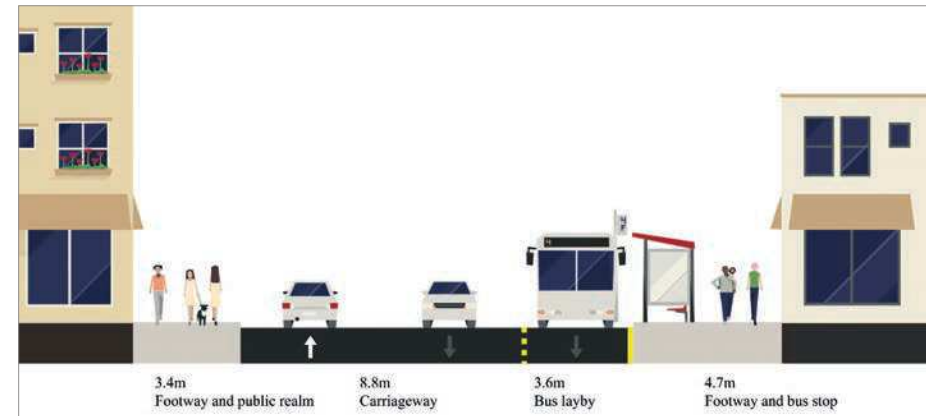 3.4m
Footway and public realm
8.8m
Carriageway
3.6m
Bus layby
4.7m
Footway and bus stop